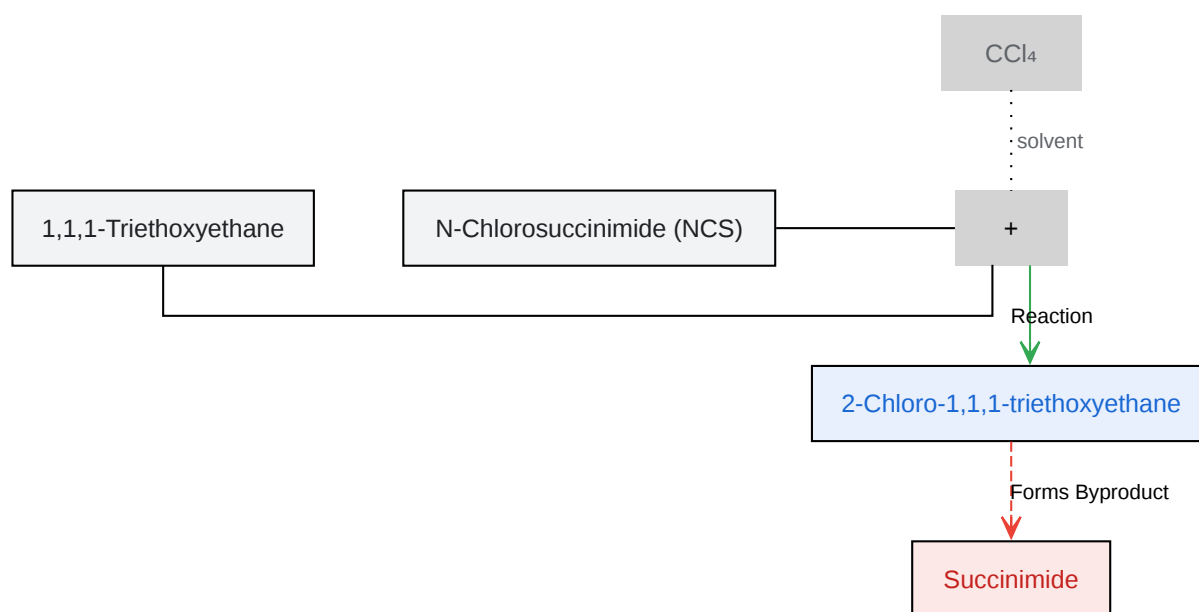 CCl₄
solvent
1,1,1-Triethoxyethane
N-Chlorosuccinimide (NCS)
+
Reaction
2-Chloro-1,1,1-triethoxyethane
Forms Byproduct
Succinimide